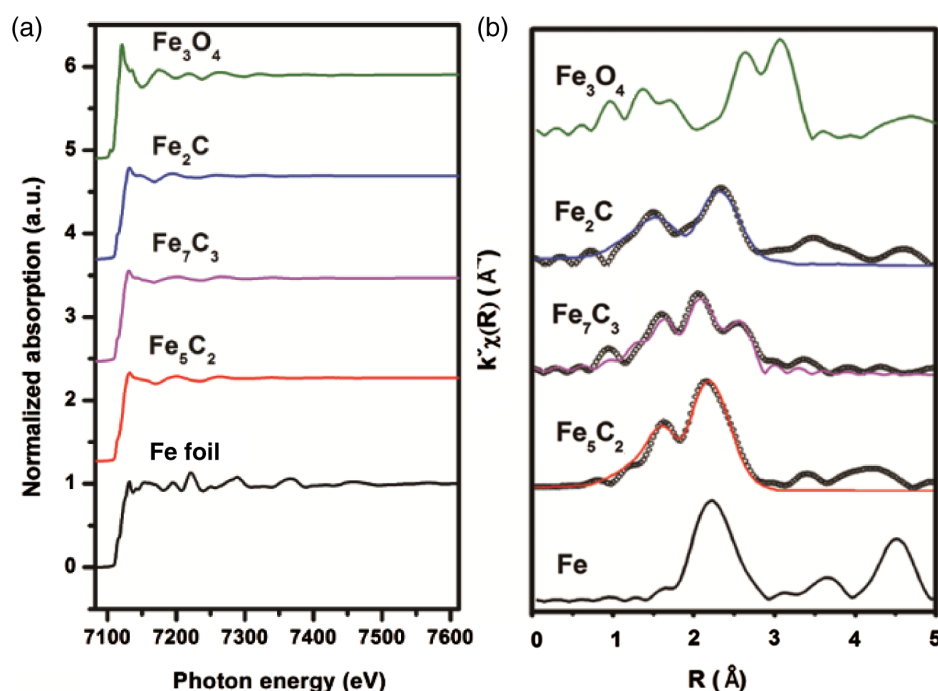 (a)
Fe₃O₄
Fe₂C
Fe₇C₃
Fe₅C₂
Fe foil
Normalized absorption (a.u.)
6
5
4
3
2
1
0
7100 7200 7300 7400 7500 7600
Photon energy (eV)
(b)
Fe₃O₄
Fe₂C
Fe₇C₃
Fe₅C₂
Fe
χ(R)
0 1 2 3 4 5
R (Å)